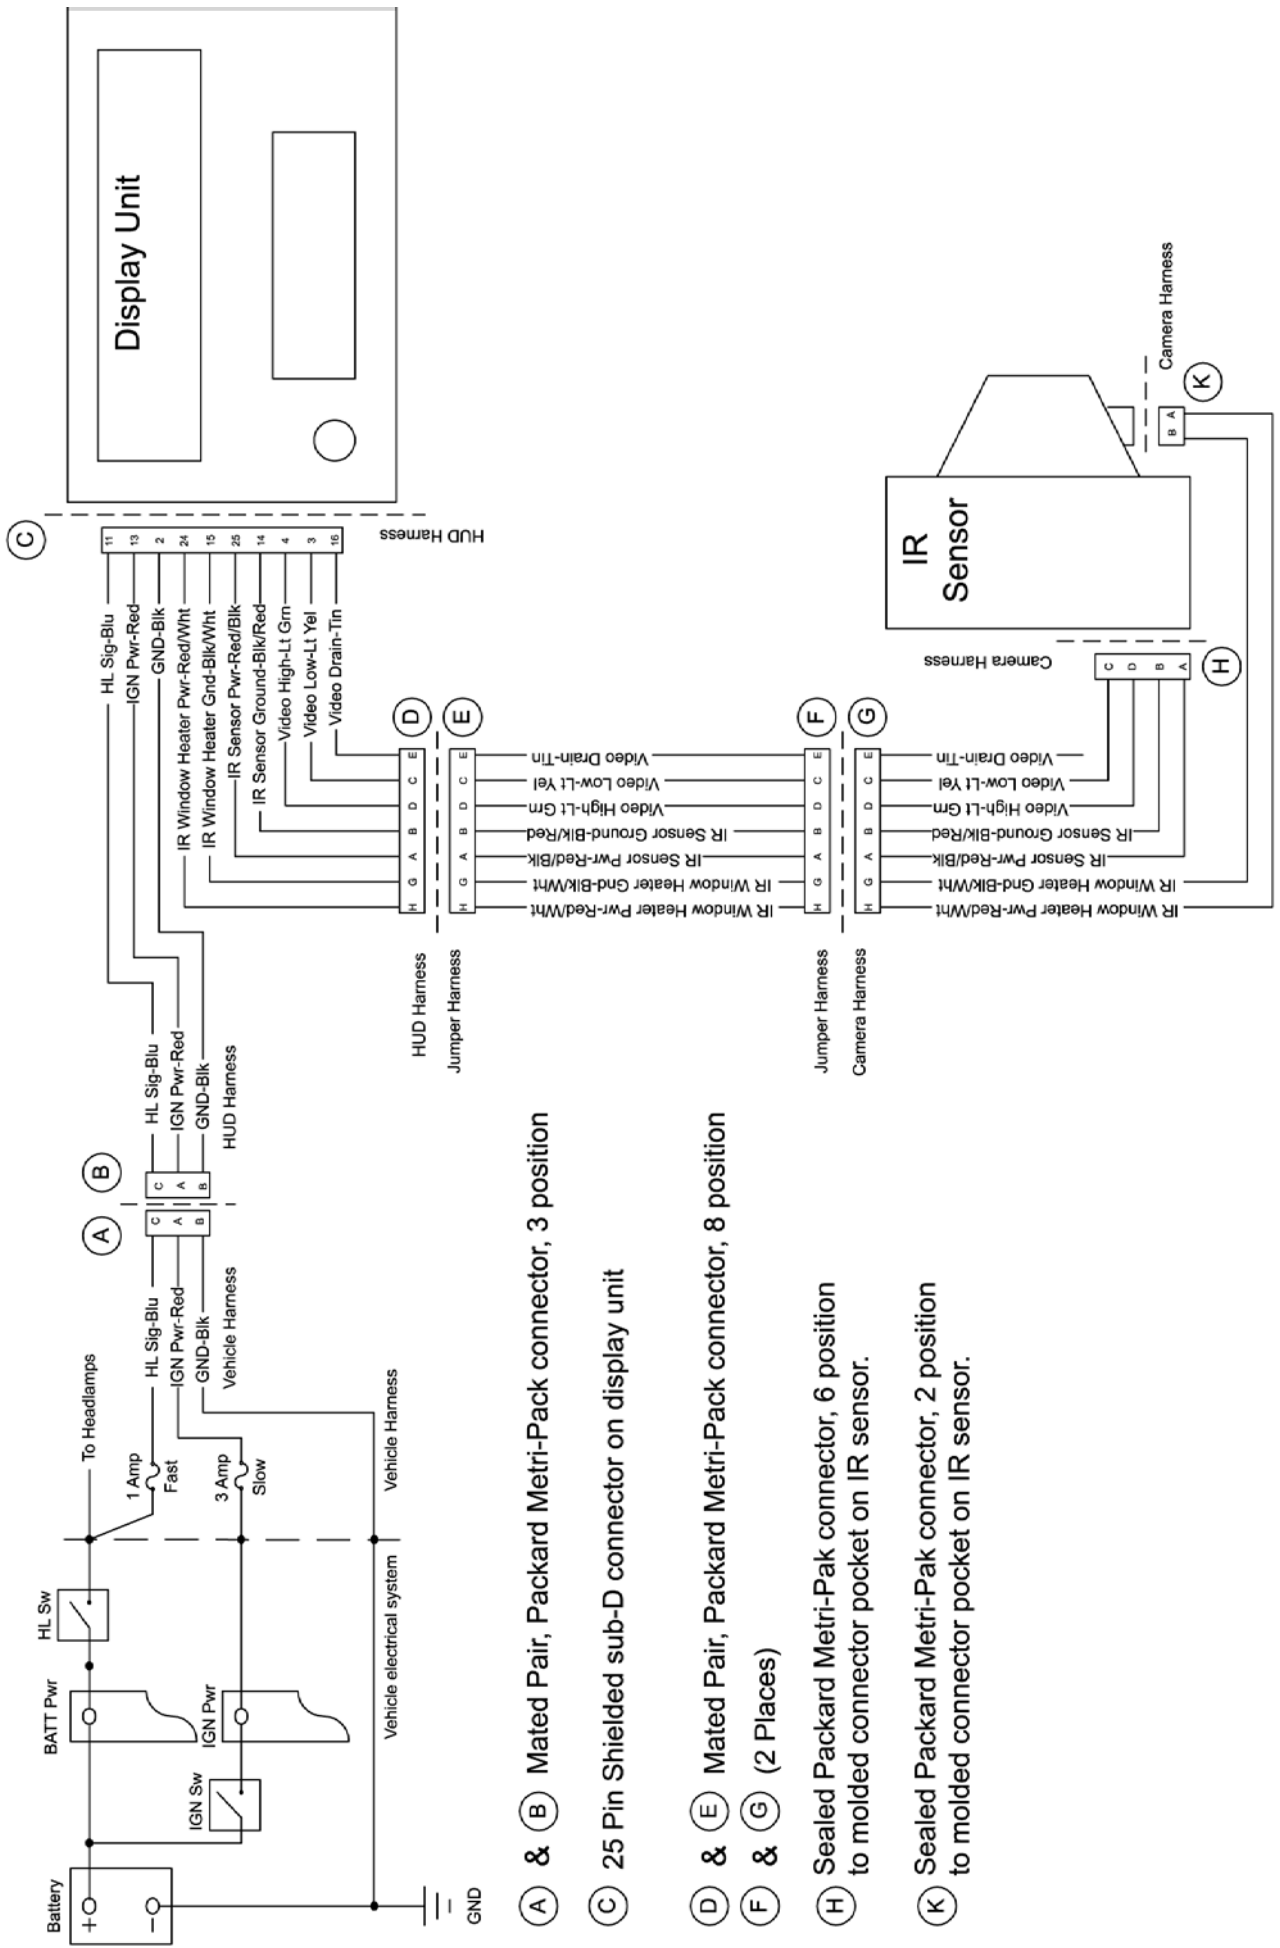 Battery
+
−
GND
BATT Pwr
HL Sw
IGN Sw
IGN Pwr
Vehicle electrical system
Vehicle Harness
To Headlamps
1 Amp
Fast
3 Amp
Slow
HL Sig-Blu
IGN Pwr-Red
GND-Blk
Vehicle Harness
A
B
C
A
B
C
A
B
HL Sig-Blu
IGN Pwr-Red
GND-Blk
HUD Harness
HL Sig-Blu
IGN Pwr-Red
GND-Blk
IR Window Heater Pwr-Red/Wht
IR Window Heater Gnd-Blk/Wht
IR Sensor Pwr-Red/Blk
IR Sensor Ground-Blk/Red
Video High-Lt Grn
Video Low-Lt Yel
Video Drain-Tin
C
11
13
2
24
15
25
14
4
3
16
HUD Harness
Display Unit
HUD Harness
H
G
A
B
D
C
E
D
Jumper Harness
H
G
A
B
D
C
E
E
Video Drain-Tin
Video Low-Lt Yel
Video High-Lt Grn
IR Sensor Ground-Blk/Red
IR Sensor Pwr-Red/Blk
IR Window Heater Gnd-Blk/Wht
IR Window Heater Pwr-Red/Wht
Jumper Harness
H
G
A
B
D
C
E
F
Camera Harness
H
G
A
B
D
C
E
G
Video Drain-Tin
Video Low-Lt Yel
Video High-Lt Grn
IR Sensor Ground-Blk/Red
IR Sensor Pwr-Red/Blk
IR Window Heater Gnd-Blk/Wht
IR Window Heater Pwr-Red/Wht
Camera Harness
C
D
B
A
H
IR
Sensor
B
A
K
Camera Harness
A & B Mated Pair, Packard Metri-Pack connector, 3 position
C 25 Pin Shielded sub-D connector on display unit
D & E Mated Pair, Packard Metri-Pack connector, 8 position
F & G (2 Places)
H Sealed Packard Metri-Pak connector, 6 position
to molded connector pocket on IR sensor.
K Sealed Packard Metri-Pak connector, 2 position
to molded connector pocket on IR sensor.